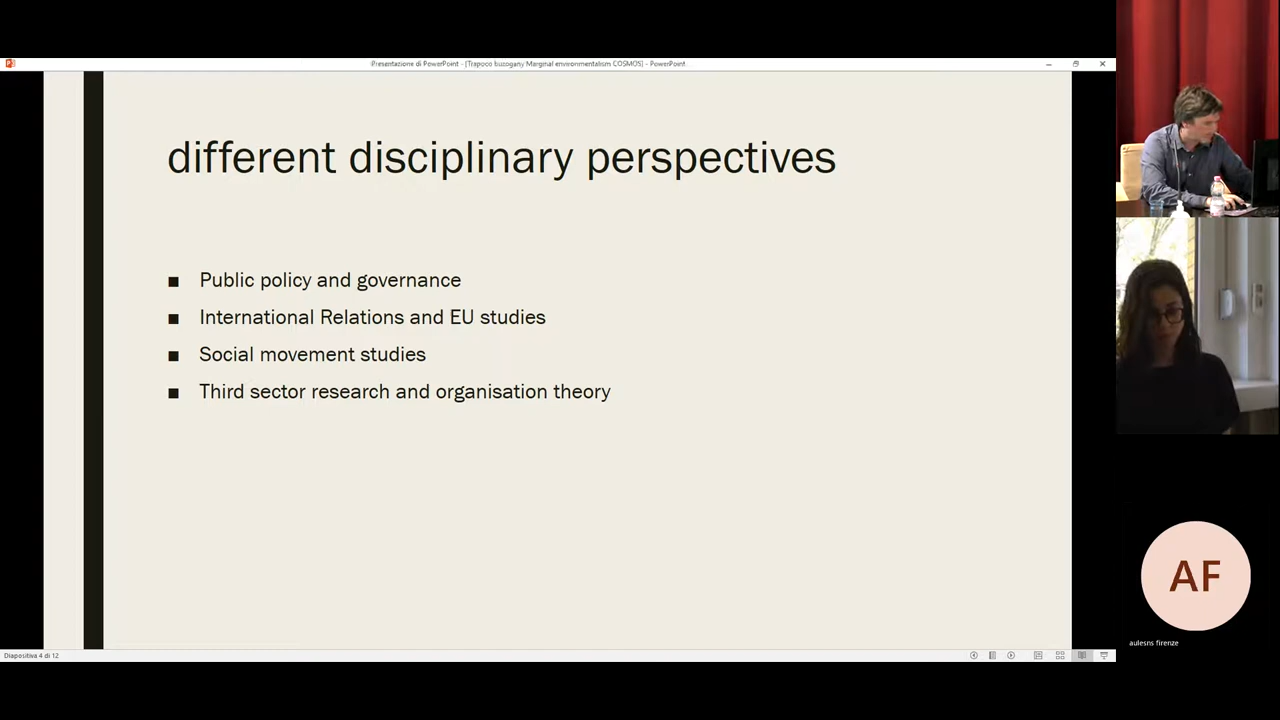 Presentazione di PowerPoint - [Trapoco buzogany Marginal environmentalism COSMOS] - PowerPoint
different disciplinary perspectives
■ Public policy and governance
■ International Relations and EU studies
■ Social movement studies
■ Third sector research and organisation theory
AF
aulesns firenze
Diapositiva 4 di 12